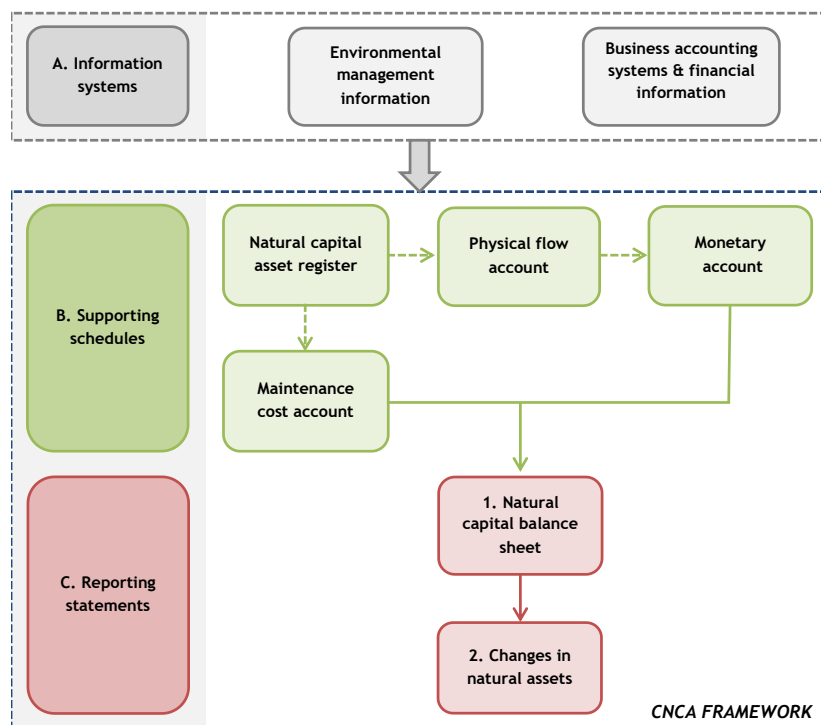 A. Information
systems
Environmental
management
information
Business accounting
systems & financial
information
B. Supporting
schedules
Natural capital
asset register
Physical flow
account
Monetary
account
Maintenance
cost account
C. Reporting
statements
1. Natural
capital balance
sheet
2. Changes in
natural assets
CNCA FRAMEWORK